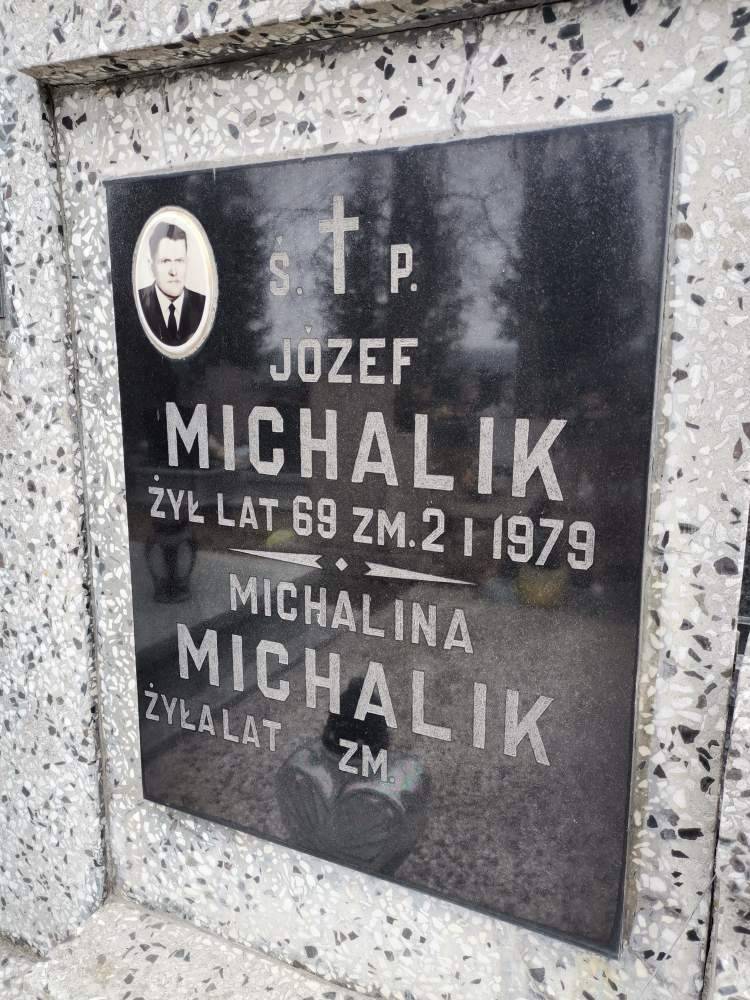 Ś. P.
JÓZEF
MICHALIK
ŻYŁ LAT 69 ZM. 2 I 1979
MICHALINA
MICHALIK
ŻYŁA LAT ZM.